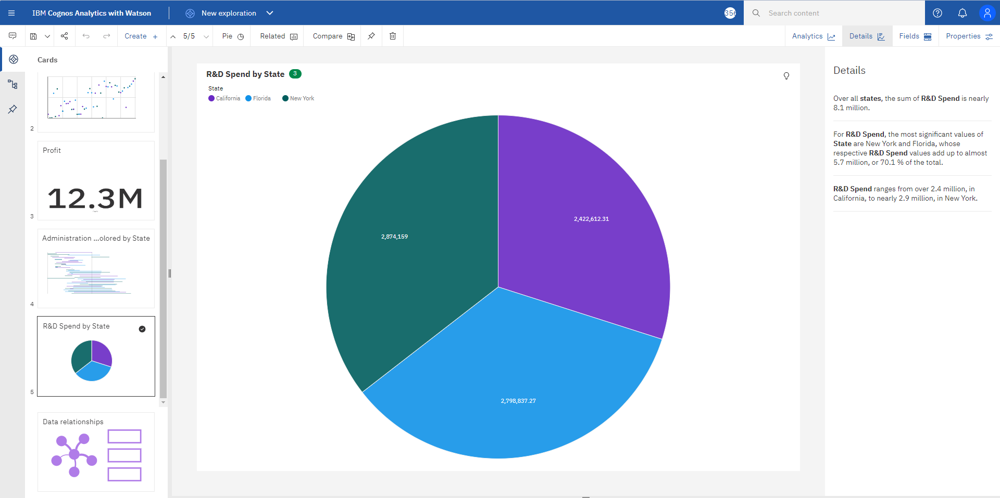 IBM Cognos Analytics with Watson
New exploration
356
Search content
Create
5/5
Pie
Related
Compare
Analytics
Details
Fields
Properties
Cards
2
Profit
12.3M
3
Administration ...olored by State
4
R&D Spend by State
5
Data relationships
R&D Spend by State 3
State
California Florida New York
2,422,612.31
2,874,159
2,798,837.27
Details
Over all states, the sum of R&D Spend is nearly
8.1 million.
For R&D Spend, the most significant values of
State are New York and Florida, whose
respective R&D Spend values add up to almost
5.7 million, or 70.1 % of the total.
R&D Spend ranges from over 2.4 million, in
California, to nearly 2.9 million, in New York.